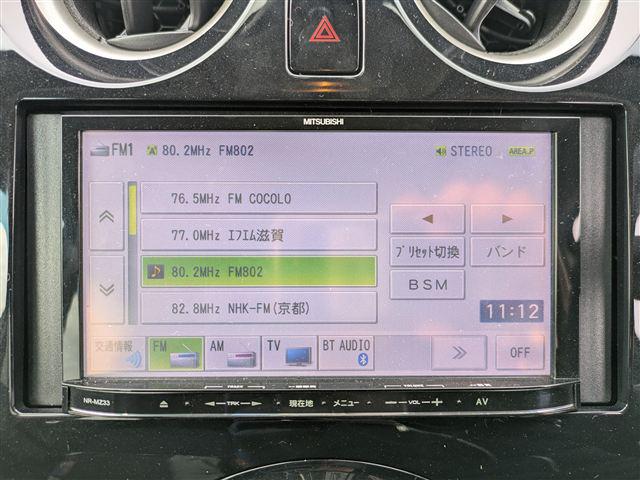 MITSUBISHI
FM1 80.2MHz FM802 STEREO AREA.P
76.5MHz FM COCOLO
77.0MHz エフエム滋賀
80.2MHz FM802
82.8MHz NHK-FM(京都)
プリセット切換 バンド
BSM
11:12
交通情報 FM AM TV BT AUDIO OFF
NR-MZ33 TRK 現在地 メニュー VOL AV